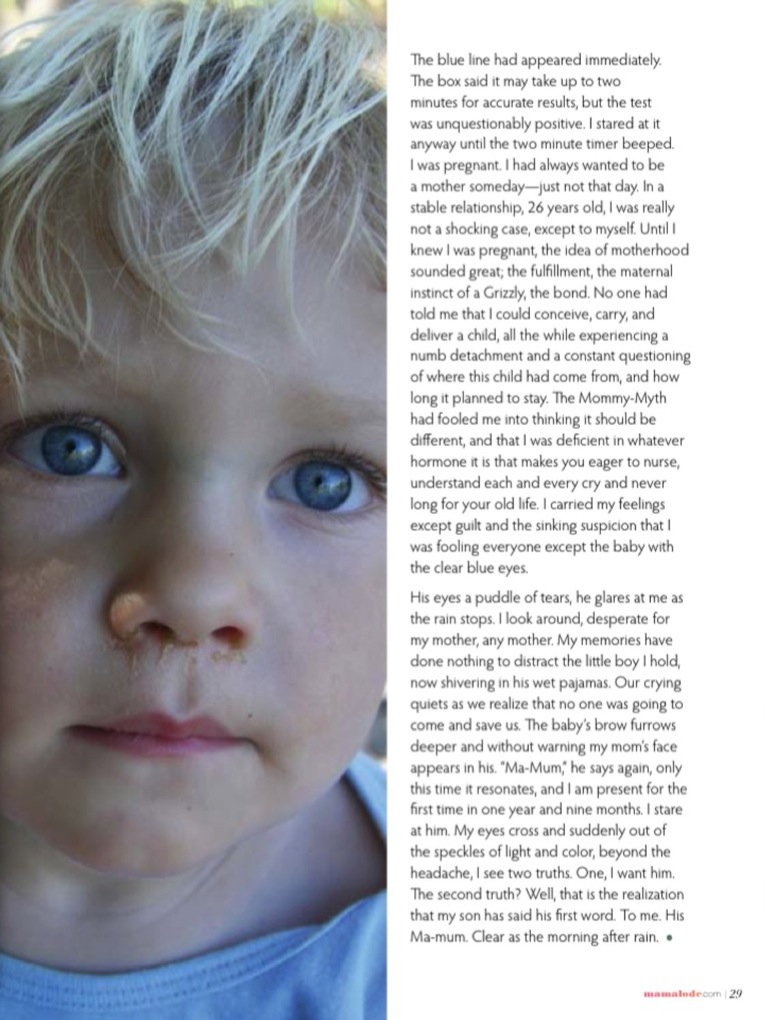 The blue line had appeared immediately.
The box said it may take up to two
minutes for accurate results, but the test
was unquestionably positive. I stared at it
anyway until the two minute timer beeped.
I was pregnant. I had always wanted to be
a mother someday—just not that day. In a
stable relationship, 26 years old, I was really
not a shocking case, except to myself. Until I
knew I was pregnant, the idea of motherhood
sounded great; the fulfillment, the maternal
instinct of a Grizzly, the bond. No one had
told me that I could conceive, carry, and
deliver a child, all the while experiencing a
numb detachment and a constant questioning
of where this child had come from, and how
long it planned to stay. The Mommy-Myth
had fooled me into thinking it should be
different, and that I was deficient in whatever
hormone it is that makes you eager to nurse,
understand each and every cry and never
long for your old life. I carried my feelings
except guilt and the sinking suspicion that I
was fooling everyone except the baby with
the clear blue eyes.
His eyes a puddle of tears, he glares at me as
the rain stops. I look around, desperate for
my mother, any mother. My memories have
done nothing to distract the little boy I hold,
now shivering in his wet pajamas. Our crying
quiets as we realize that no one was going to
come and save us. The baby's brow furrows
deeper and without warning my mom's face
appears in his. "Ma-Mum," he says again, only
this time it resonates, and I am present for the
first time in one year and nine months. I stare
at him. My eyes cross and suddenly out of
the speckles of light and color, beyond the
headache, I see two truths. One, I want him.
The second truth? Well, that is the realization
that my son has said his first word. To me. His
Ma-mum. Clear as the morning after rain. •
mamalode.com | 29